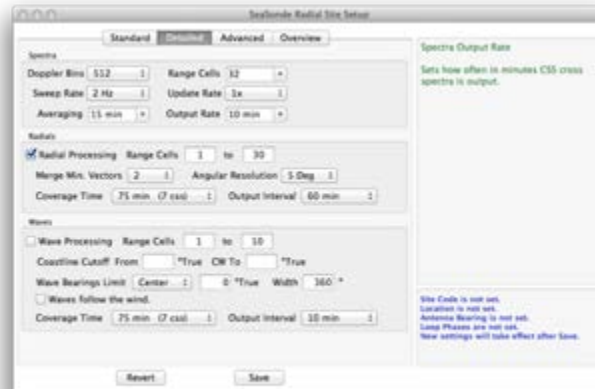 SeaSonde Radial Site Setup
Standard Detailed Advanced Overview
Spectra
Doppler Bins 512 Range Cells 32
Sweep Rate 2 Hz Update Rate 1x
Averaging 15 min Output Rate 10 min
Radials
Radial Processing Range Cells 1 to 30
Merge Min. Vectors 2 Angular Resolution 5 Deg
Coverage Time 75 min (7 css) Output Interval 60 min
Waves
Wave Processing Range Cells 1 to 10
Coastline Cutoff From °True CW To °True
Wave Bearings Limit Center 0 °True Width 360 °
Waves follow the wind.
Coverage Time 75 min (7 css) Output Interval 10 min
Revert Save
Spectra Output Rate
Sets how often in minutes CSS cross
spectra is output.
Site Code is not set.
Location is not set.
Antenna Bearing is not set.
Loop Phases are not set.
New settings will take effect after Save.